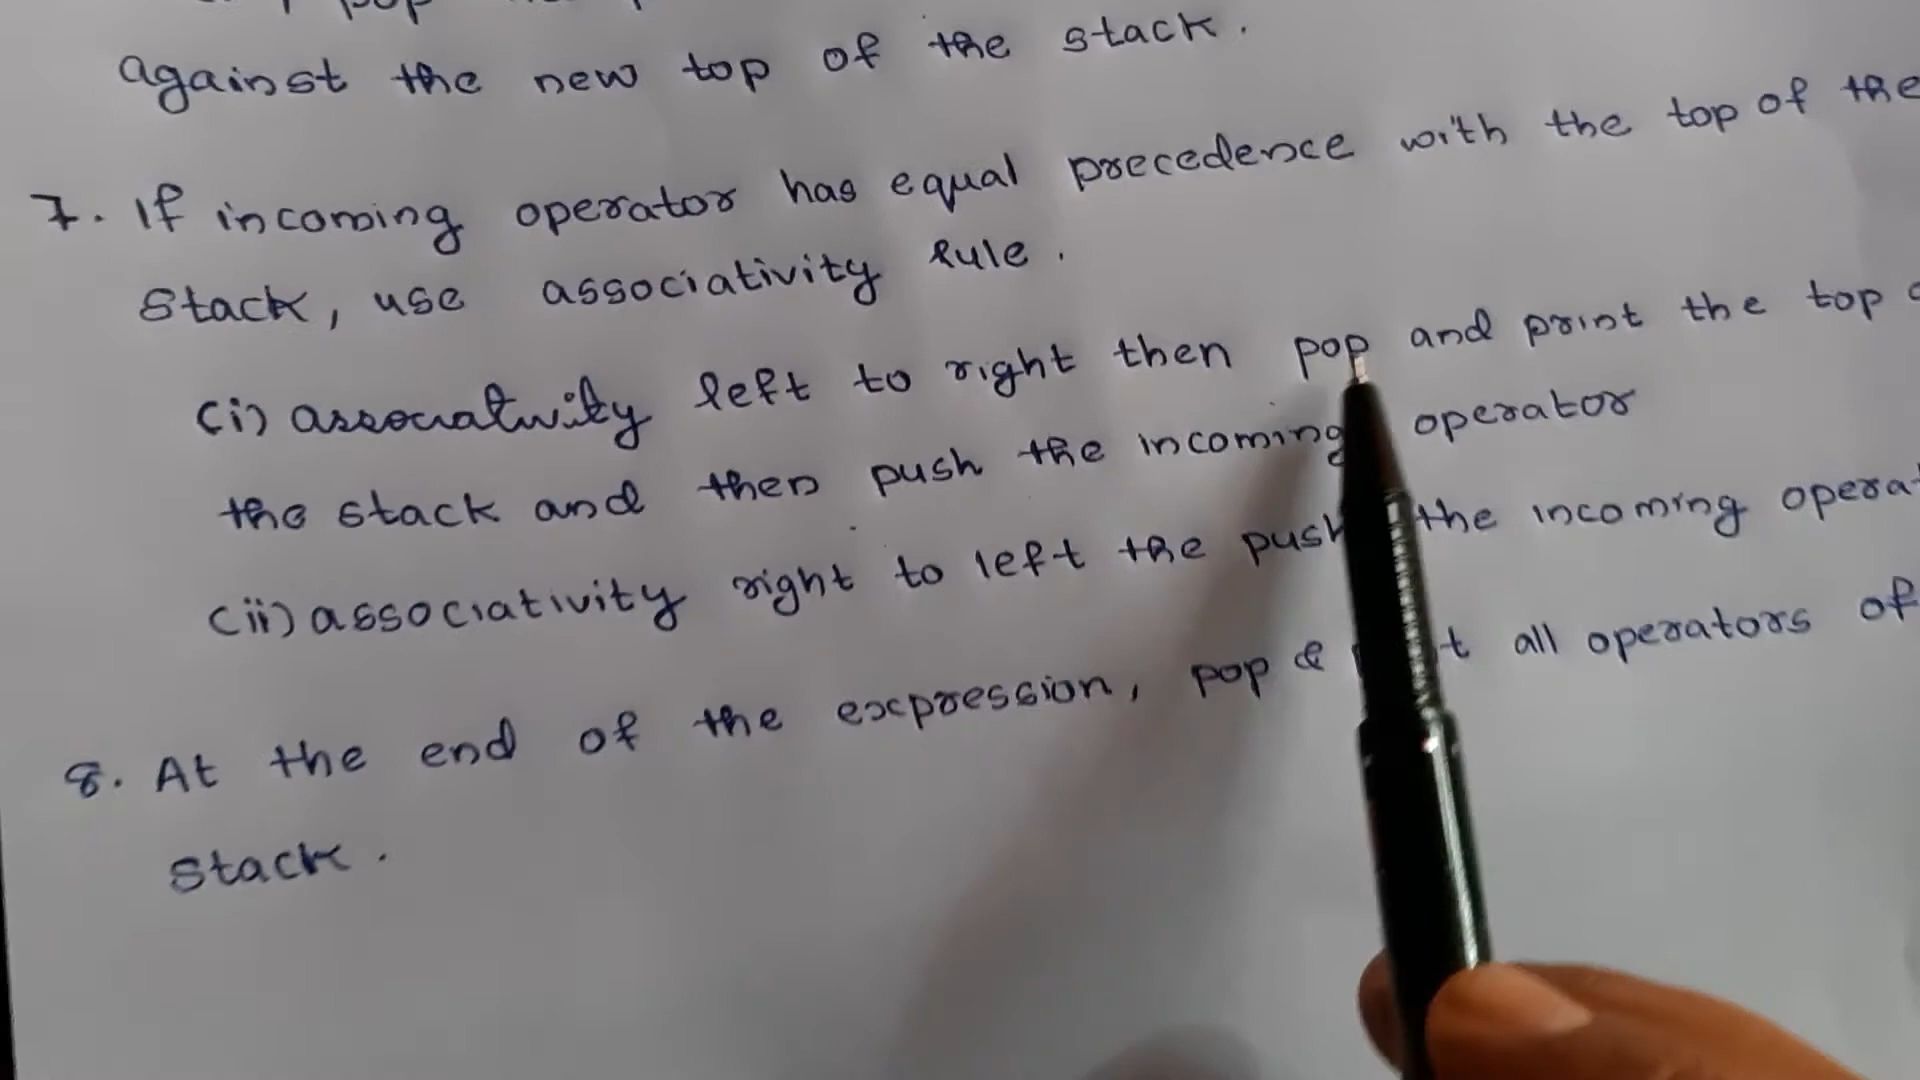 pop
against the new top of the stack.
7. If incoming operator has equal precedence with the top of the
stack, use associativity rule.
(i) associativity left to right then pop and print the top
the stack and then push the incoming operator
(ii) associativity right to left the push the incoming opera
8. At the end of the expression, pop & all operators of
stack.